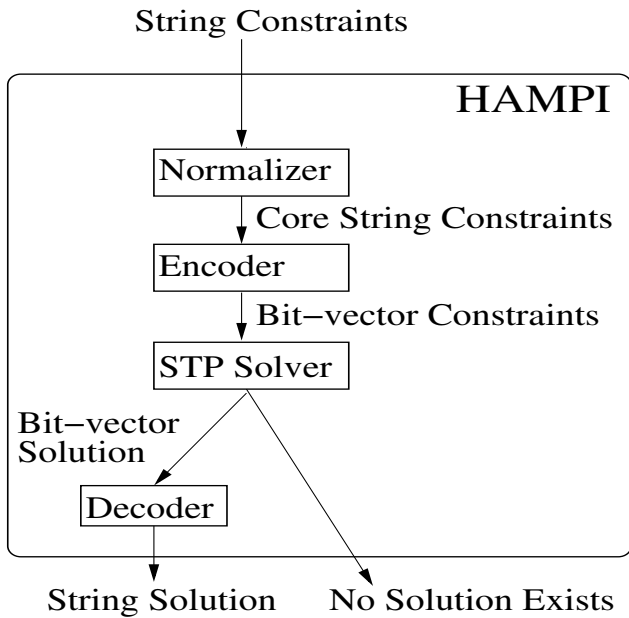 String Constraints
HAMPI
Normalizer
Core String Constraints
Encoder
Bit−vector Constraints
STP Solver
Bit−vector
Solution
Decoder
String Solution
No Solution Exists